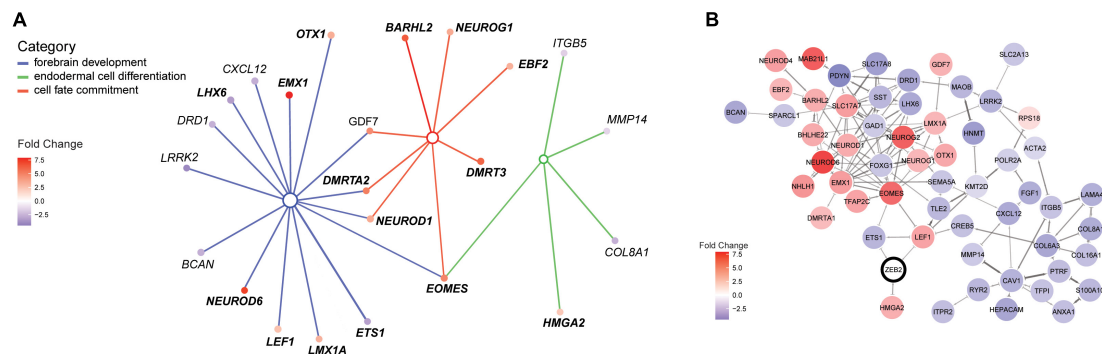 A
Category
forebrain development
endodermal cell differentiation
cell fate commitment
Fold Change
7.5
5.0
2.5
0.0
−2.5
OTX1
BARHL2
NEUROG1
ITGB5
EBF2
CXCL12
EMX1
LHX6
DRD1
GDF7
MMP14
LRRK2
DMRT3
DMRTA2
NEUROD1
BCAN
COL8A1
EOMES
NEUROD6
ETS1
HMGA2
LEF1
LMX1A
B
SLC2A13
MAB21L1
NEUROD4
SLC17A8
GDF7
PDYN
DRD1
MAOB
EBF2
BARHL2
SST
LRRK2
SLC17A7
LHX6
BCAN
SPARCL1
RPS18
GAD1
LMX1A
BHLHE22
NEUROG2
HNMT
NEUROD1
ACTA2
OTX1
NEUROD6
FOXG1
NEUROG1
POLR2A
NHLH1
EMX1
SEMA5A
KMT2D
EOMES
FGF1
LAMA4
TFAP2C
TLE2
CXCL12
ITGB5
DMRTA1
CREB5
COL8A1
ETS1
LEF1
COL6A3
MMP14
COL16A1
ZEB2
PTRF
CAV1
RYR2
TFPI
S100A10
Fold Change
7.5
5.0
2.5
0.0
−2.5
HMGA2
ITPR2
HEPACAM
ANXA1